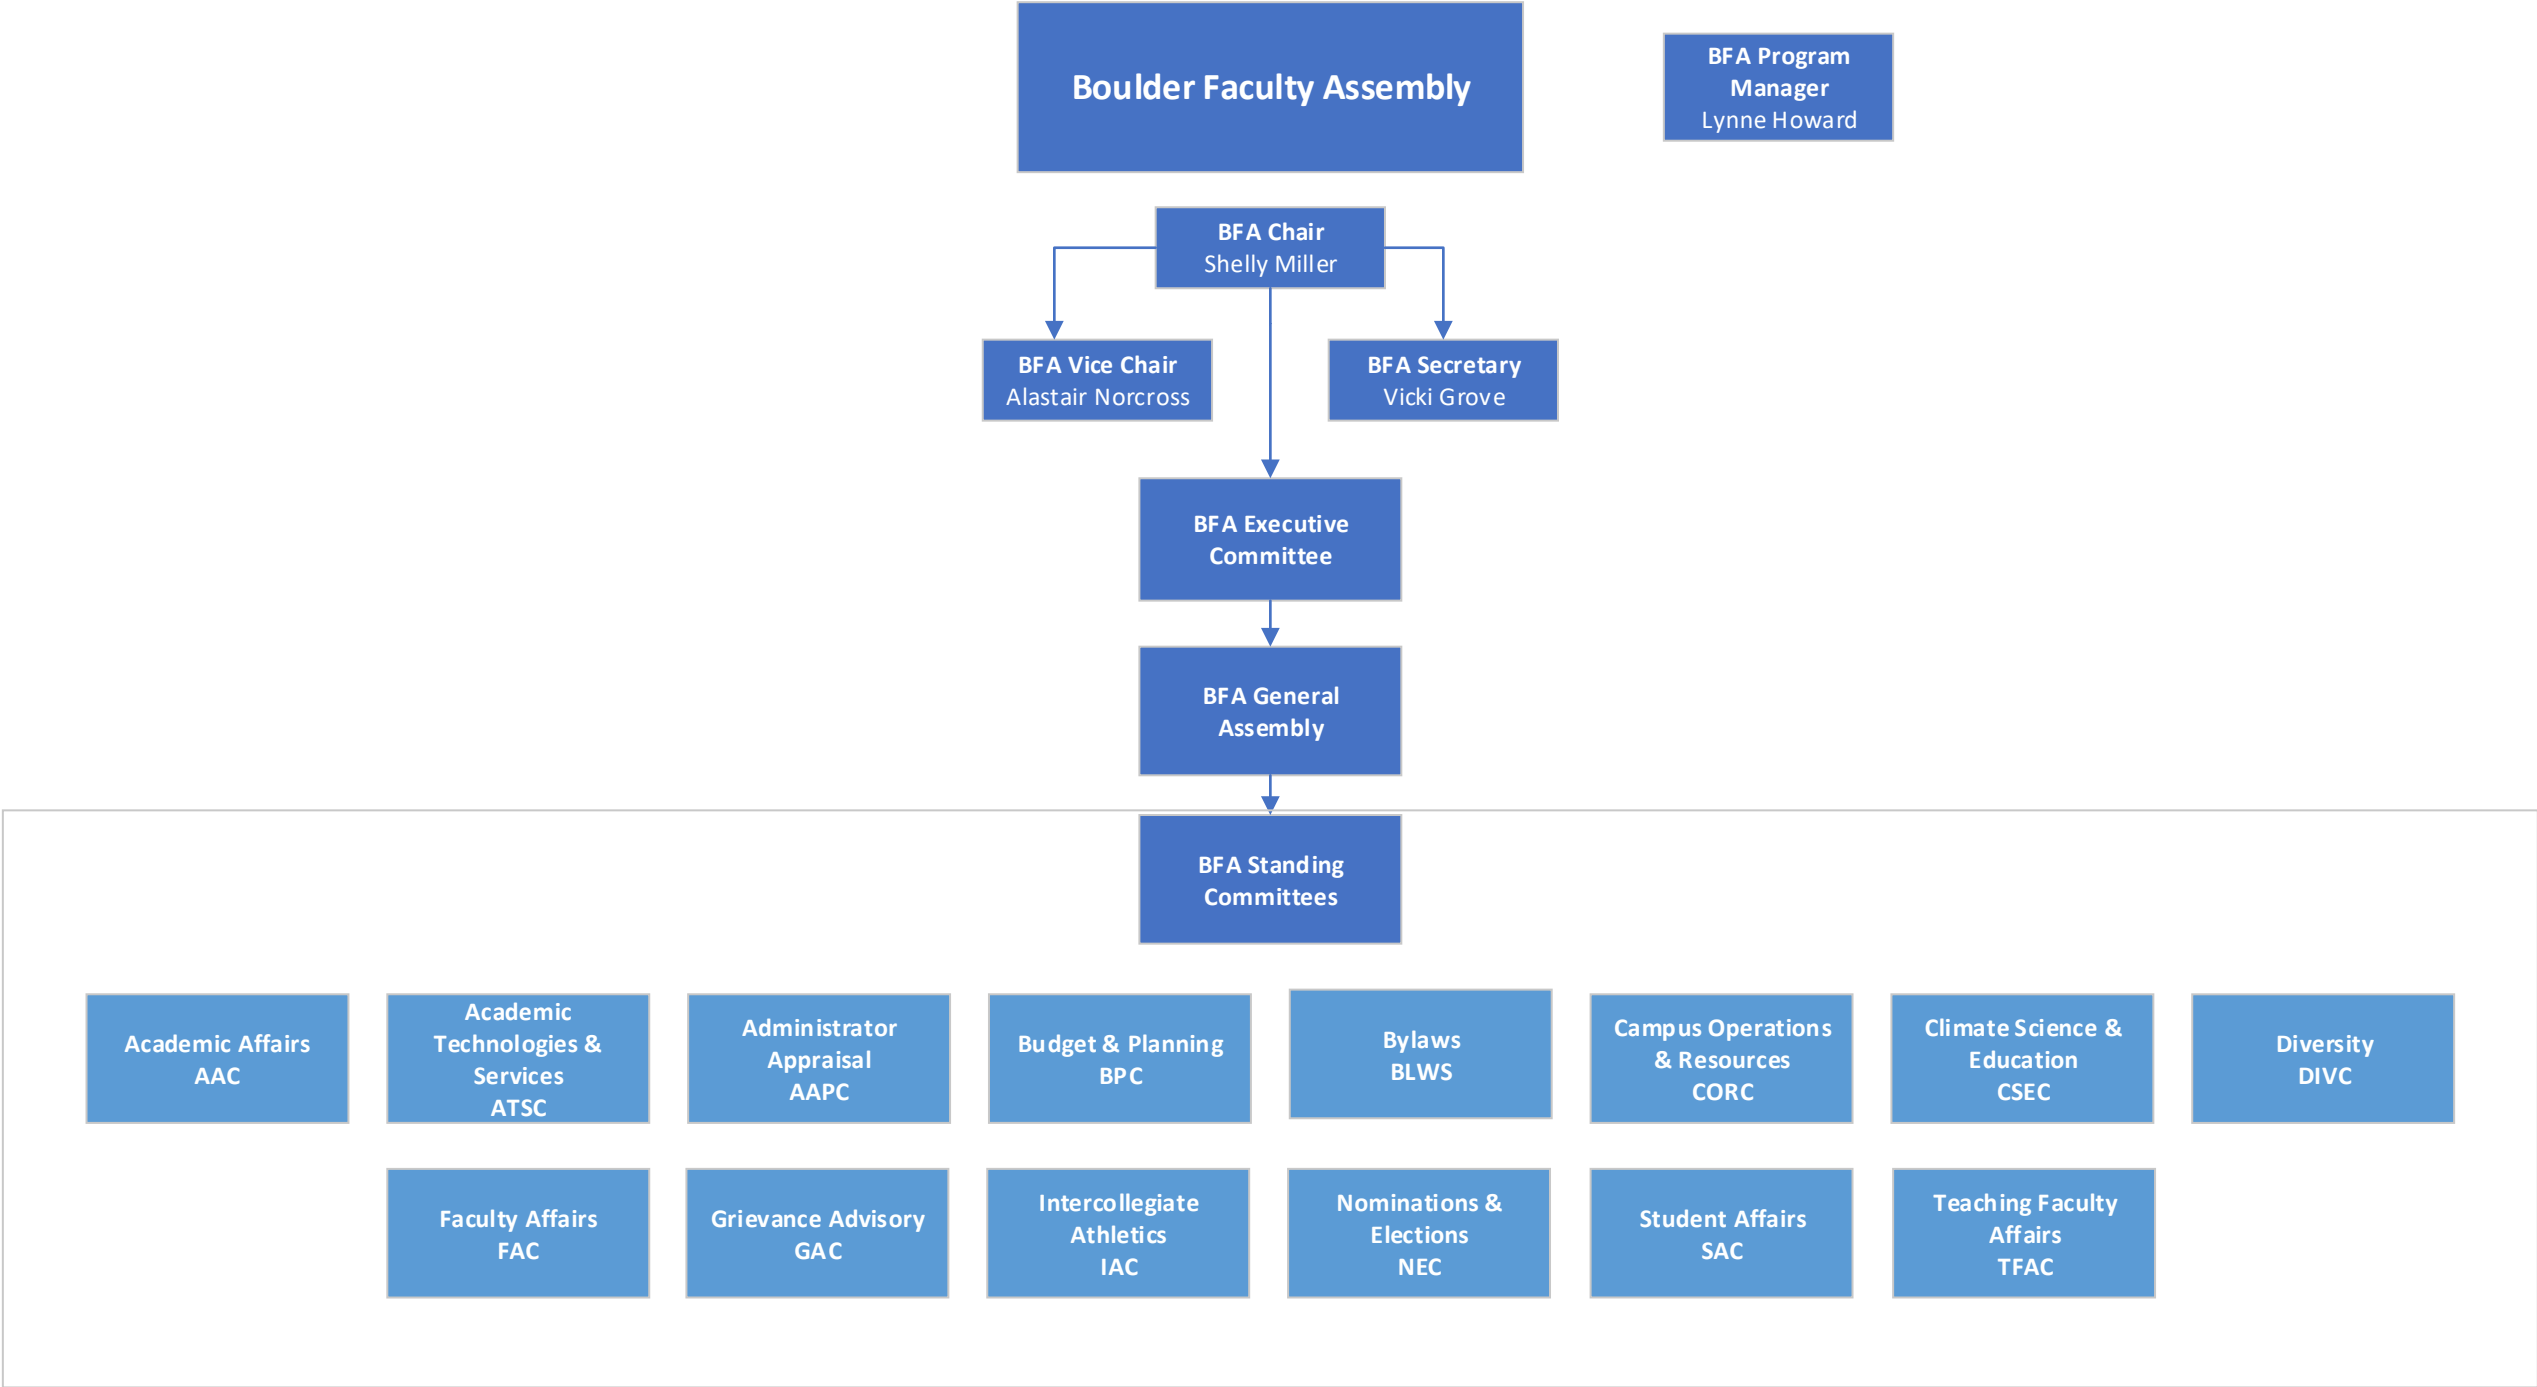 Boulder Faculty Assembly
BFA Program
Manager
Lynne Howard
BFA Chair
Shelly Miller
BFA Vice Chair
Alastair Norcross
BFA Secretary
Vicki Grove
BFA Executive
Committee
BFA General
Assembly
BFA Standing
Committees
Academic Affairs
AAC
Academic
Technologies &
Services
ATSC
Administrator
Appraisal
AAPC
Budget & Planning
BPC
Bylaws
BLWS
Campus Operations
& Resources
CORC
Climate Science &
Education
CSEC
Diversity
DIVC
Faculty Affairs
FAC
Grievance Advisory
GAC
Intercollegiate
Athletics
IAC
Nominations &
Elections
NEC
Student Affairs
SAC
Teaching Faculty
Affairs
TFAC